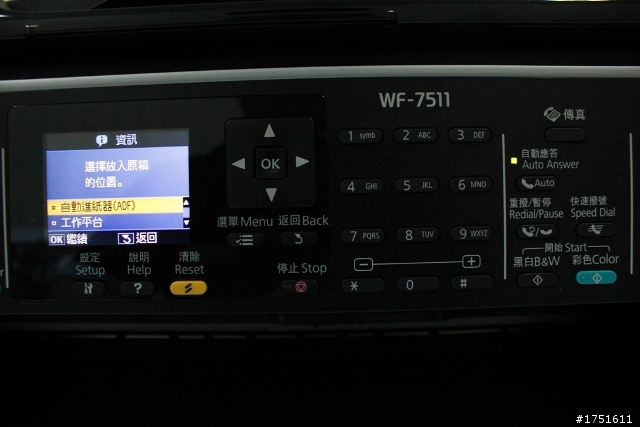 WF-7511
資訊
選擇放入原稿
的位置。
自動進紙器(ADF)
工作平台
OK 繼續 返回
設定
Setup
說明
Help
清除
Reset
OK
選單 Menu
返回 Back
停止 Stop
1 symb
2 ABC
3 DEF
4 GHI
5 JKL
6 MNO
7 PQRS
8 TUV
9 WXYZ
- +
* 0 #
傳真
自動應答
Auto Answer
Auto
重撥/暫停
Redial/Pause
快速撥號
Speed Dial
開始 Start
黑白B&W
彩色Color
#1751611